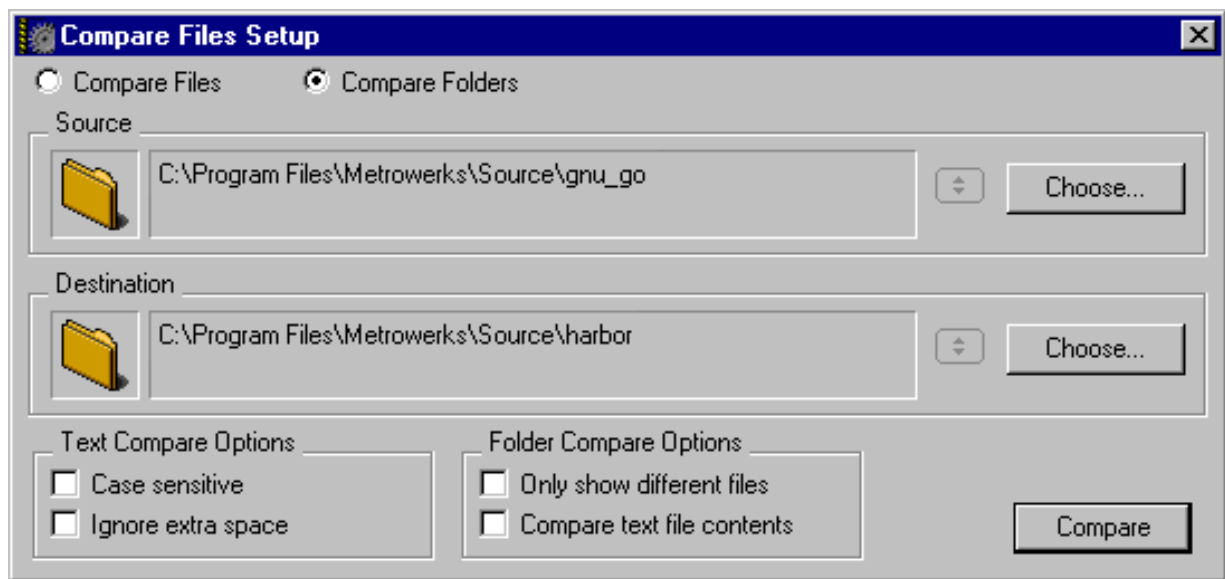 Compare Files Setup
Compare Files Compare Folders
Source
C:\Program Files\Metrowerks\Source\gnu_go
Choose...
Destination
C:\Program Files\Metrowerks\Source\harbor
Choose...
Text Compare Options Folder Compare Options
Case sensitive Only show different files
Ignore extra space Compare text file contents
Compare